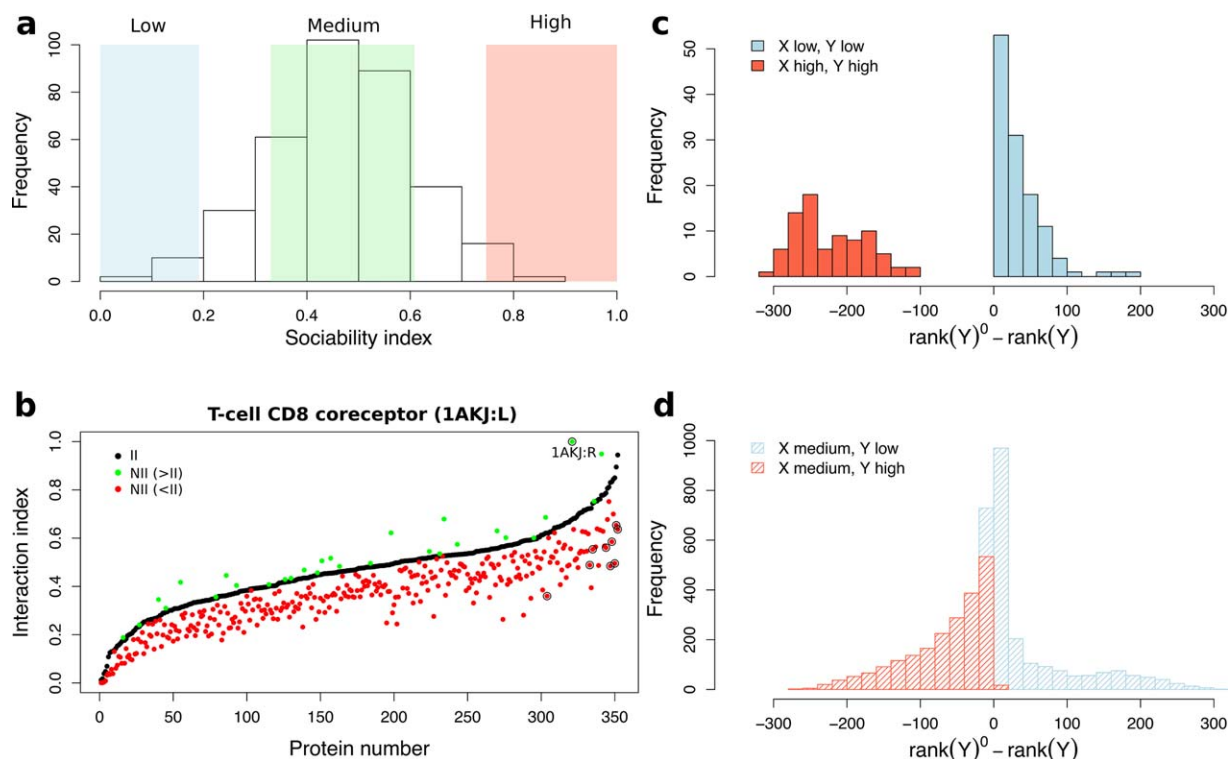 a
Low
Medium
High
Frequency
0
20
40
60
80
100
0.0
0.2
0.4
0.6
0.8
1.0
Sociability index
b
T-cell CD8 coreceptor (1AKJ:L)
II
NII (>II)
NII (<II)
1AKJ:R
Interaction index
0.0
0.2
0.4
0.6
0.8
1.0
0
50
100
150
200
250
300
350
Protein number
c
X low, Y low
X high, Y high
Frequency
0
10
20
30
40
50
−300
−200
−100
0
100
200
300
rank(Y)⁰ − rank(Y)
d
X medium, Y low
X medium, Y high
Frequency
0
200
400
600
800
1000
−300
−200
−100
0
100
200
300
rank(Y)⁰ − rank(Y)